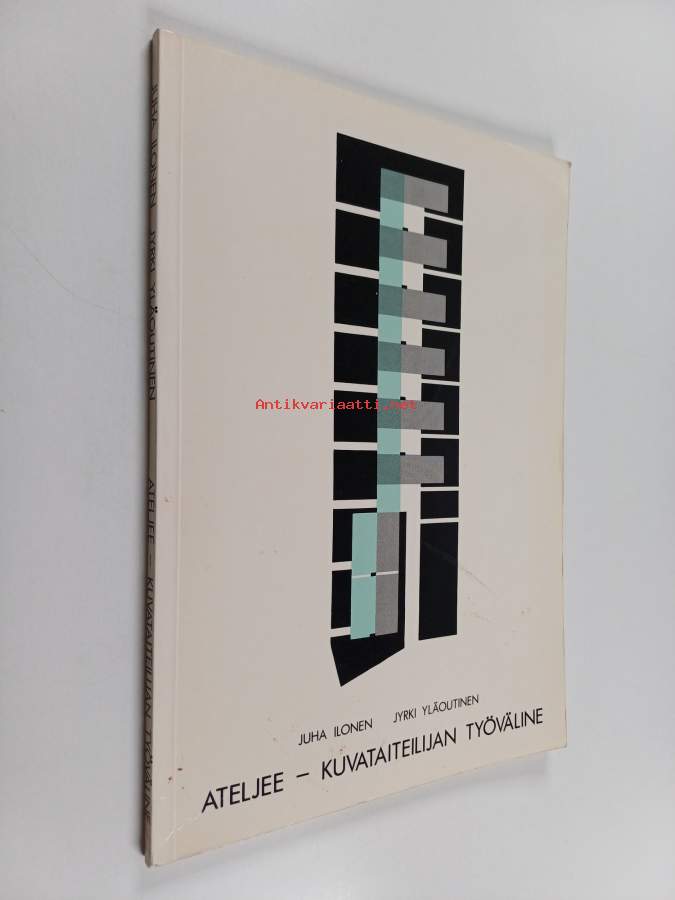 JUHA ILONEN JYRKI YLÄOUTINEN ATELJEE – KUVATAITEILIJAN TYÖVÄLINE
Antikvariaatti.net
JUHA ILONEN JYRKI YLÄOUTINEN
ATELJEE – KUVATAITEILIJAN TYÖVÄLINE